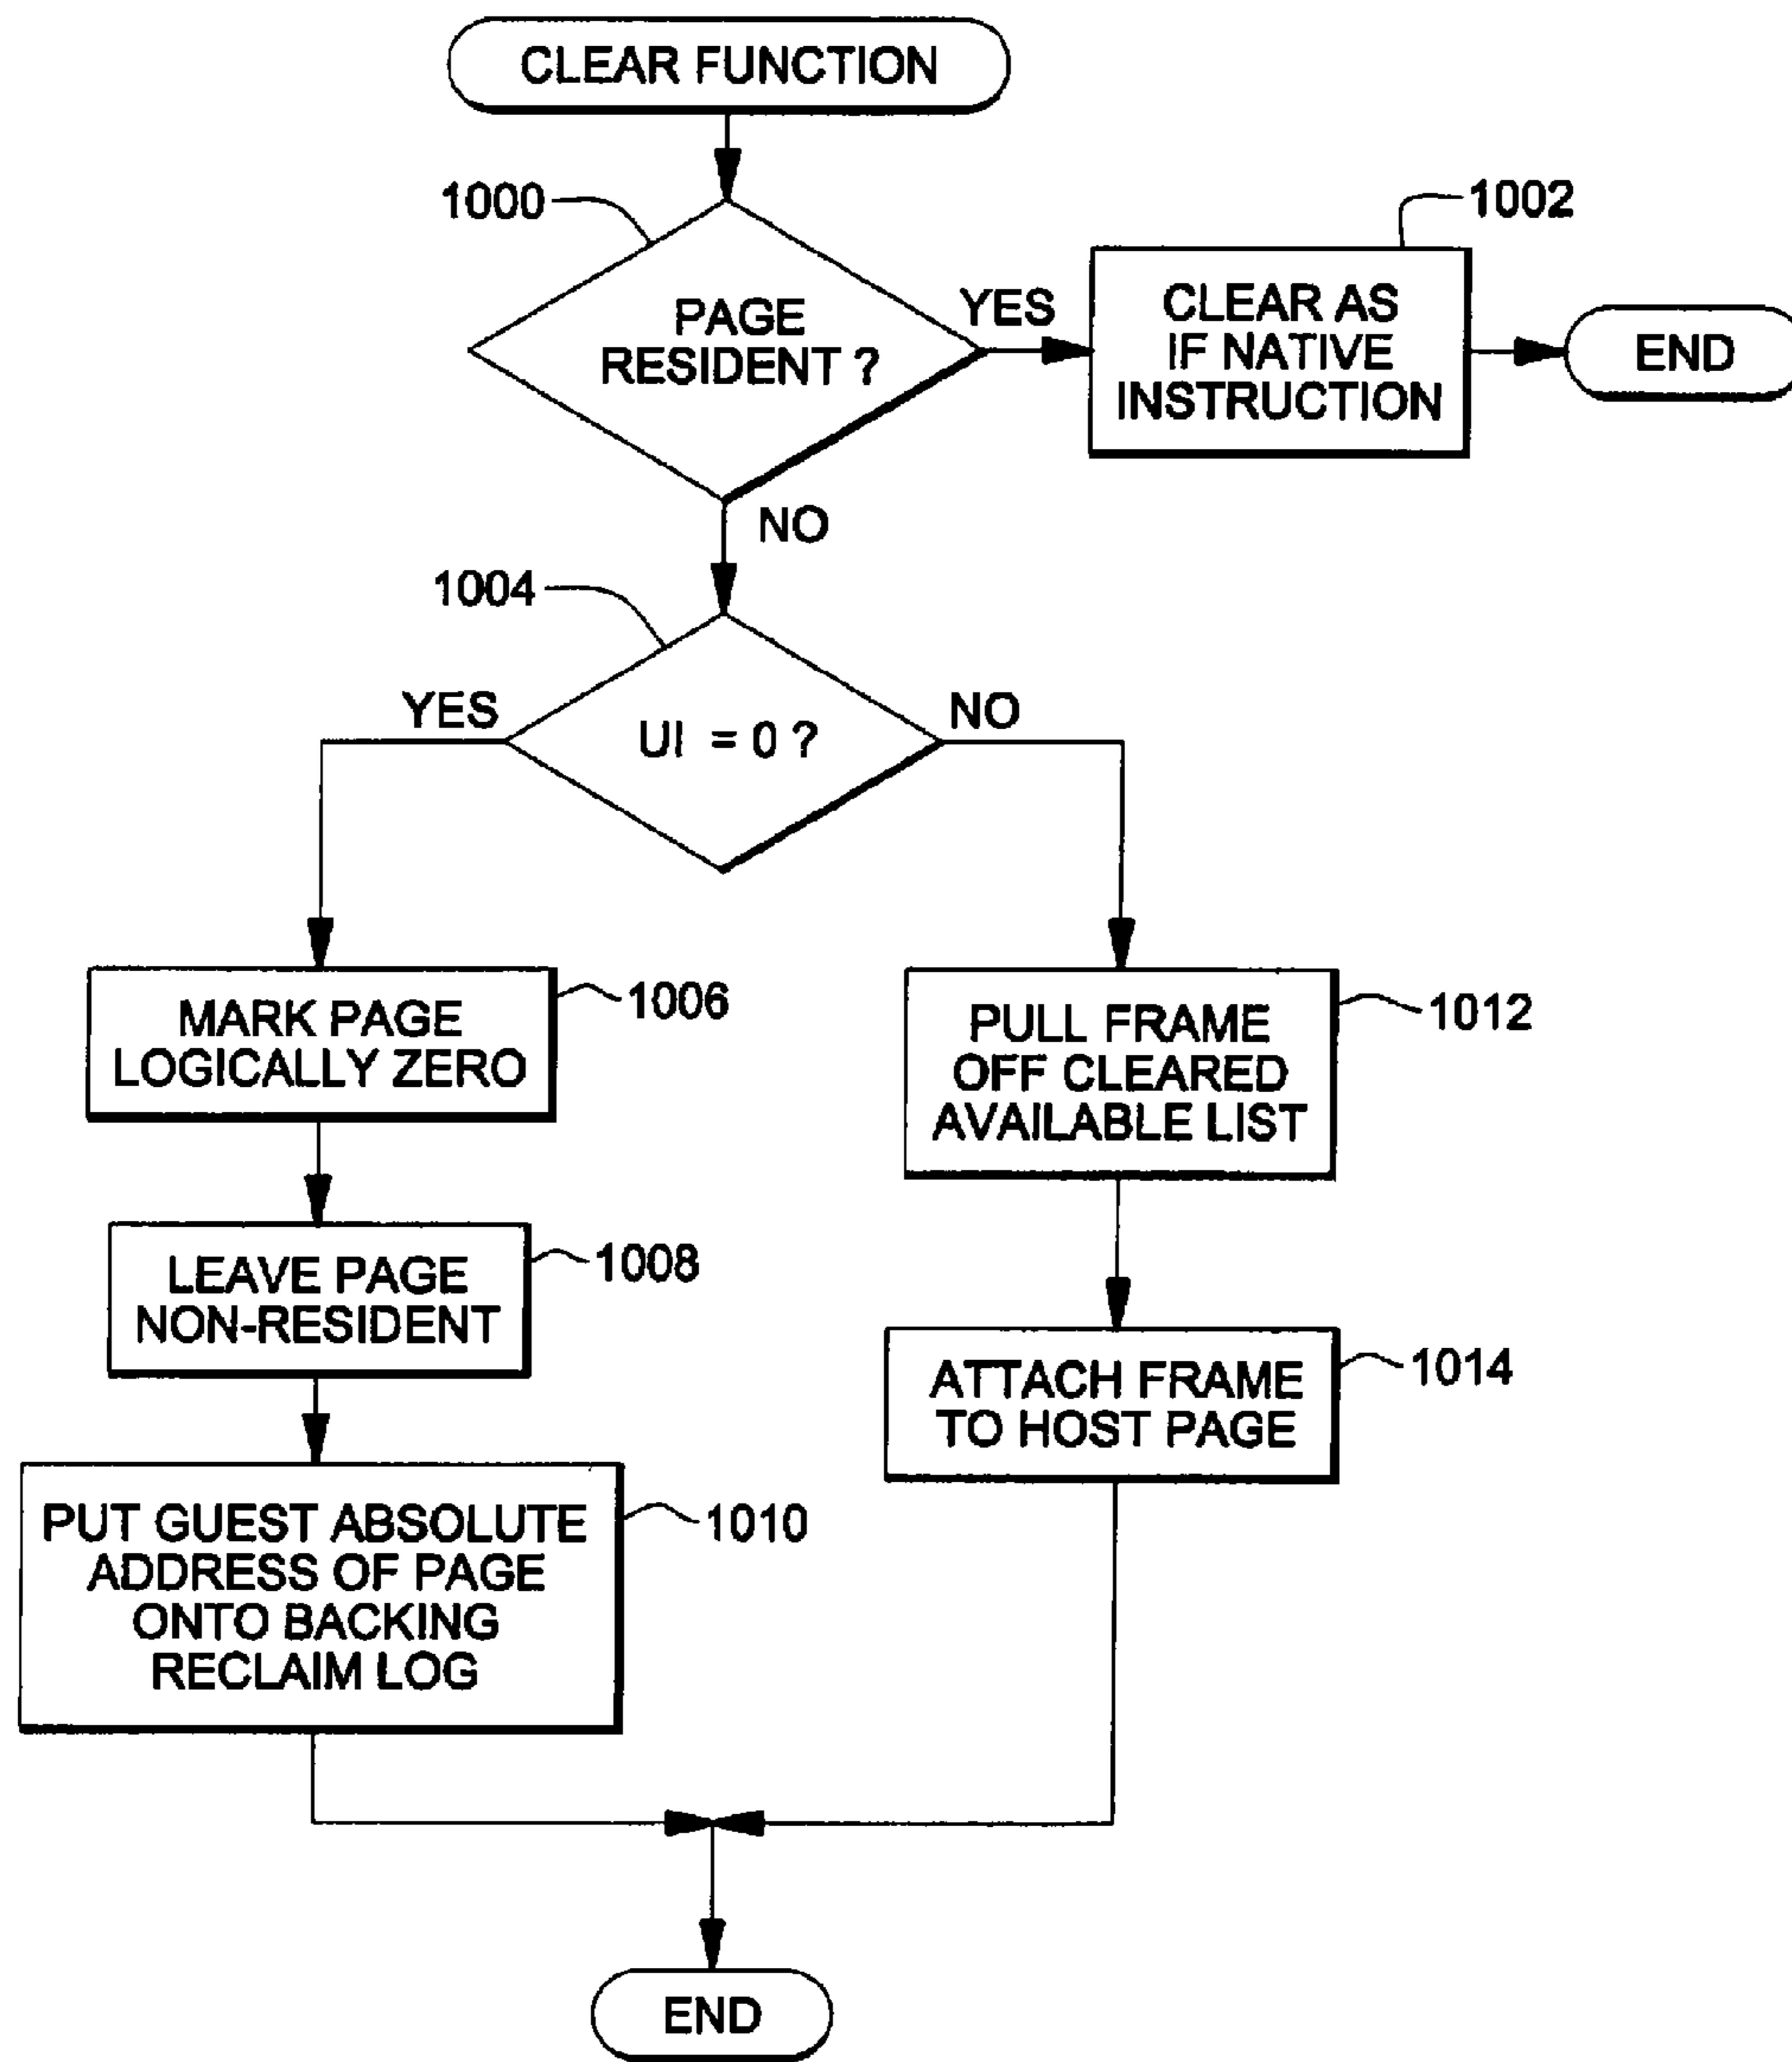 CLEAR FUNCTION
1000
1002
PAGE
RESIDENT ?
YES
CLEAR AS
IF NATIVE
INSTRUCTION
END
NO
1004
YES
UI = 0 ?
NO
MARK PAGE
LOGICALLY ZERO
1006
LEAVE PAGE
NON-RESIDENT
1008
PUT GUEST ABSOLUTE
ADDRESS OF PAGE
ONTO BACKING
RECLAIM LOG
1010
PULL FRAME
OFF CLEARED
AVAILABLE LIST
1012
ATTACH FRAME
TO HOST PAGE
1014
END